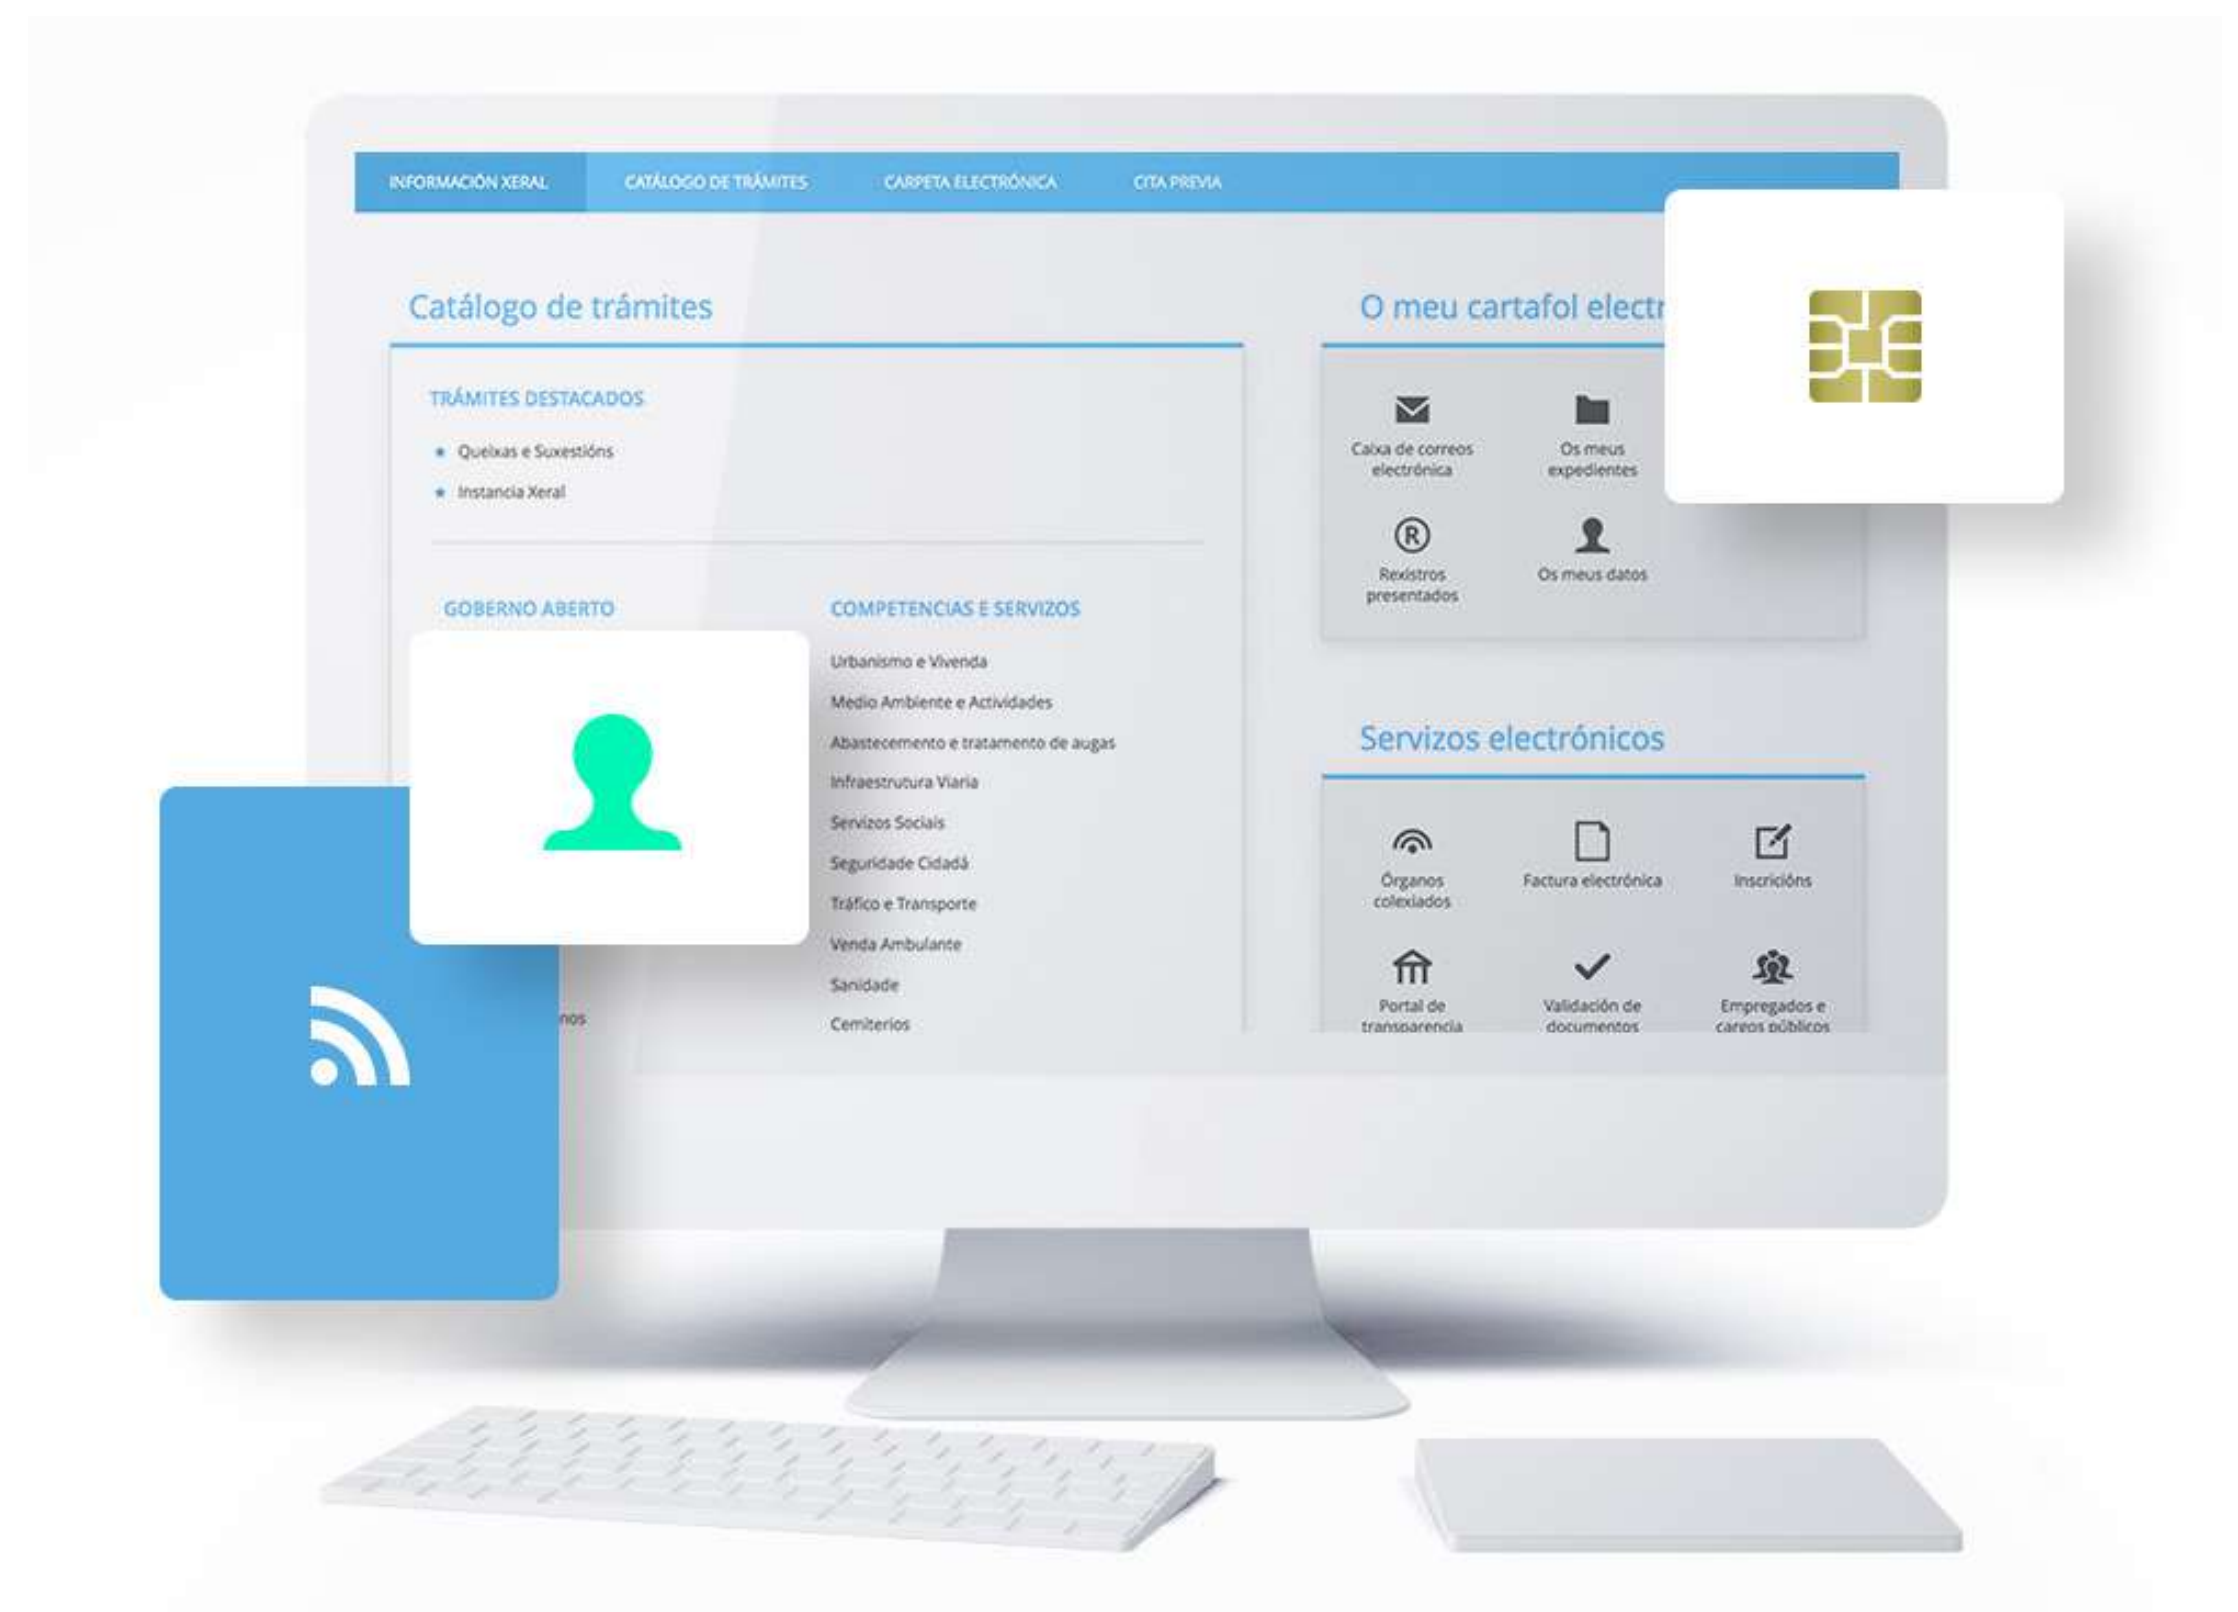 INFORMACIÓN XERAL
CATÁLOGO DE TRÁMITES
CARPETA ELECTRÓNICA
CITA PREVIA
Catálogo de trámites
TRÁMITES DESTACADOS
Queixas e Suxestións
Instancia Xeral
GOBERNO ABERTO
nos
COMPETENCIAS E SERVIZOS
Urbanismo e Vivenda
Medio Ambiente e Actividades
Abastecemento e tratamento de augas
Infraestrutura Viaria
Servizos Sociais
Seguridade Cidadá
Tráfico e Transporte
Venda Ambulante
Sanidade
Cemiterios
O meu cartafol electr
Caixa de correos
electrónica
Os meus
expedientes
Rexistros
presentados
Os meus datos
Servizos electrónicos
Órganos
colexiados
Factura electrónica
Inscricións
Portal de
transparencia
Validación de
documentos
Empregados e
cargos públicos